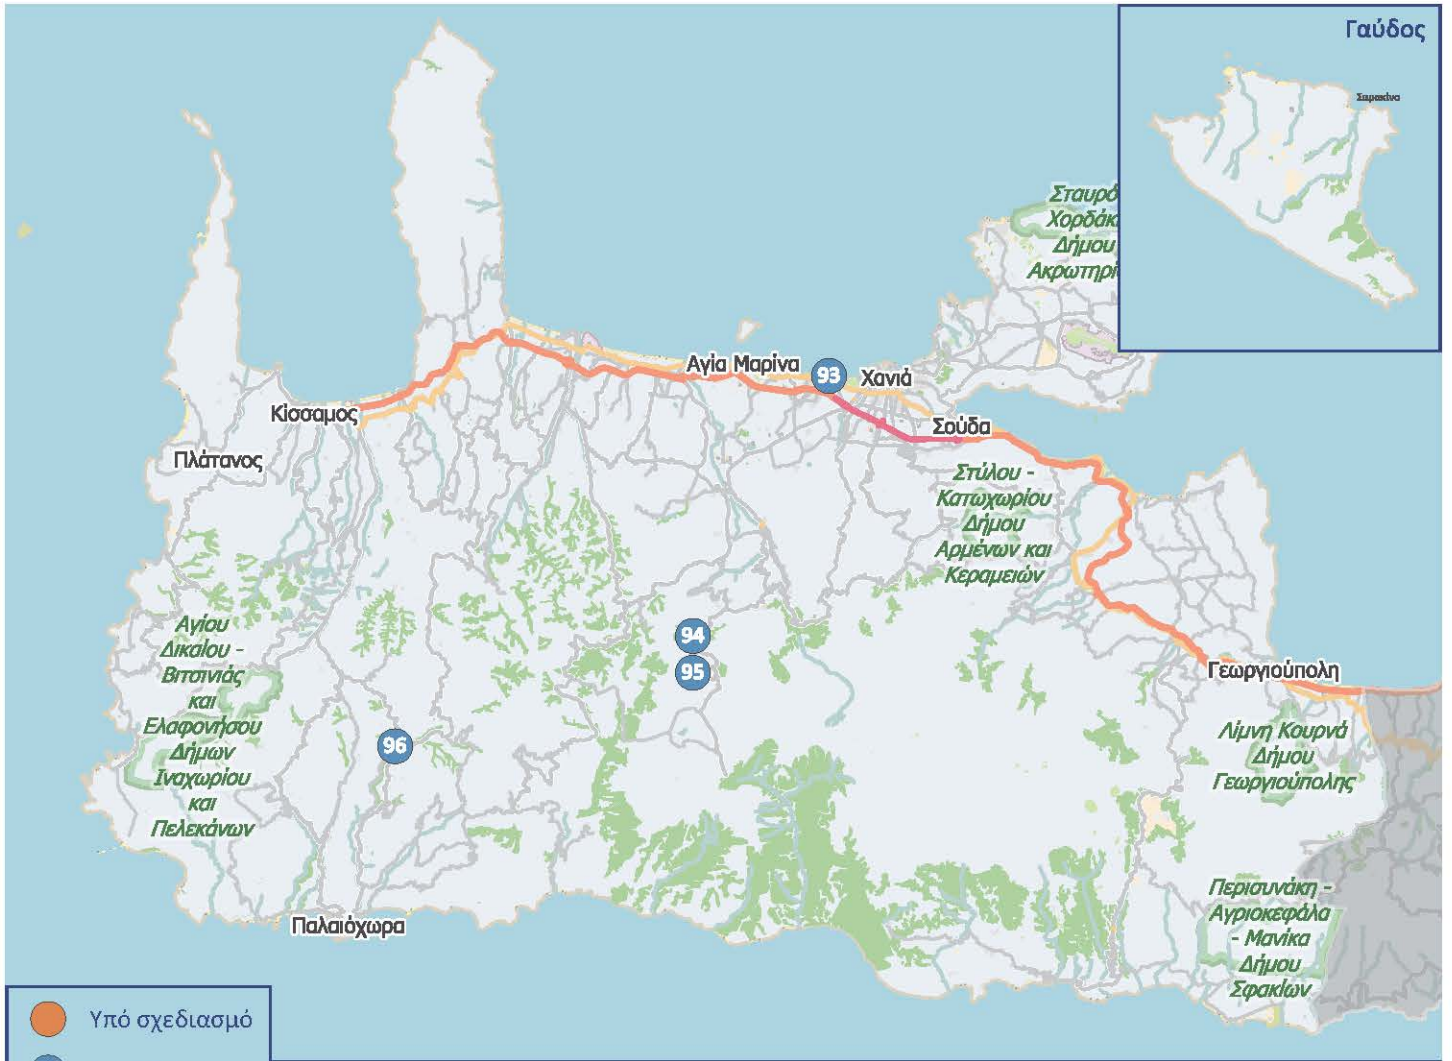 Γαύδος
Σταυρό
Χορδάκ
Δήμου
Ακρωτηρί
Αγία Μαρίνα
93
Χανιά
Κίσσαμος
Σούδα
Πλάτανος
Στύλου -
Κατωχωρίου
Δήμου
Αρμένων και
Κεραμειών
Αγίου
Δικαίου -
Βιτσινιάς
και
Ελαφονήσου
Δήμων
Ιναχωρίου
και
Πελεκάνων
94
95
Γεωργιούπολη
96
Λίμνη Κουρνά
Δήμου
Γεωργιούπολης
Περισυνάκη -
Αγριοκεφάλα
- Μανίκα
Δήμου
Σφακίων
Παλαιόχωρα
Υπό σχεδιασμό